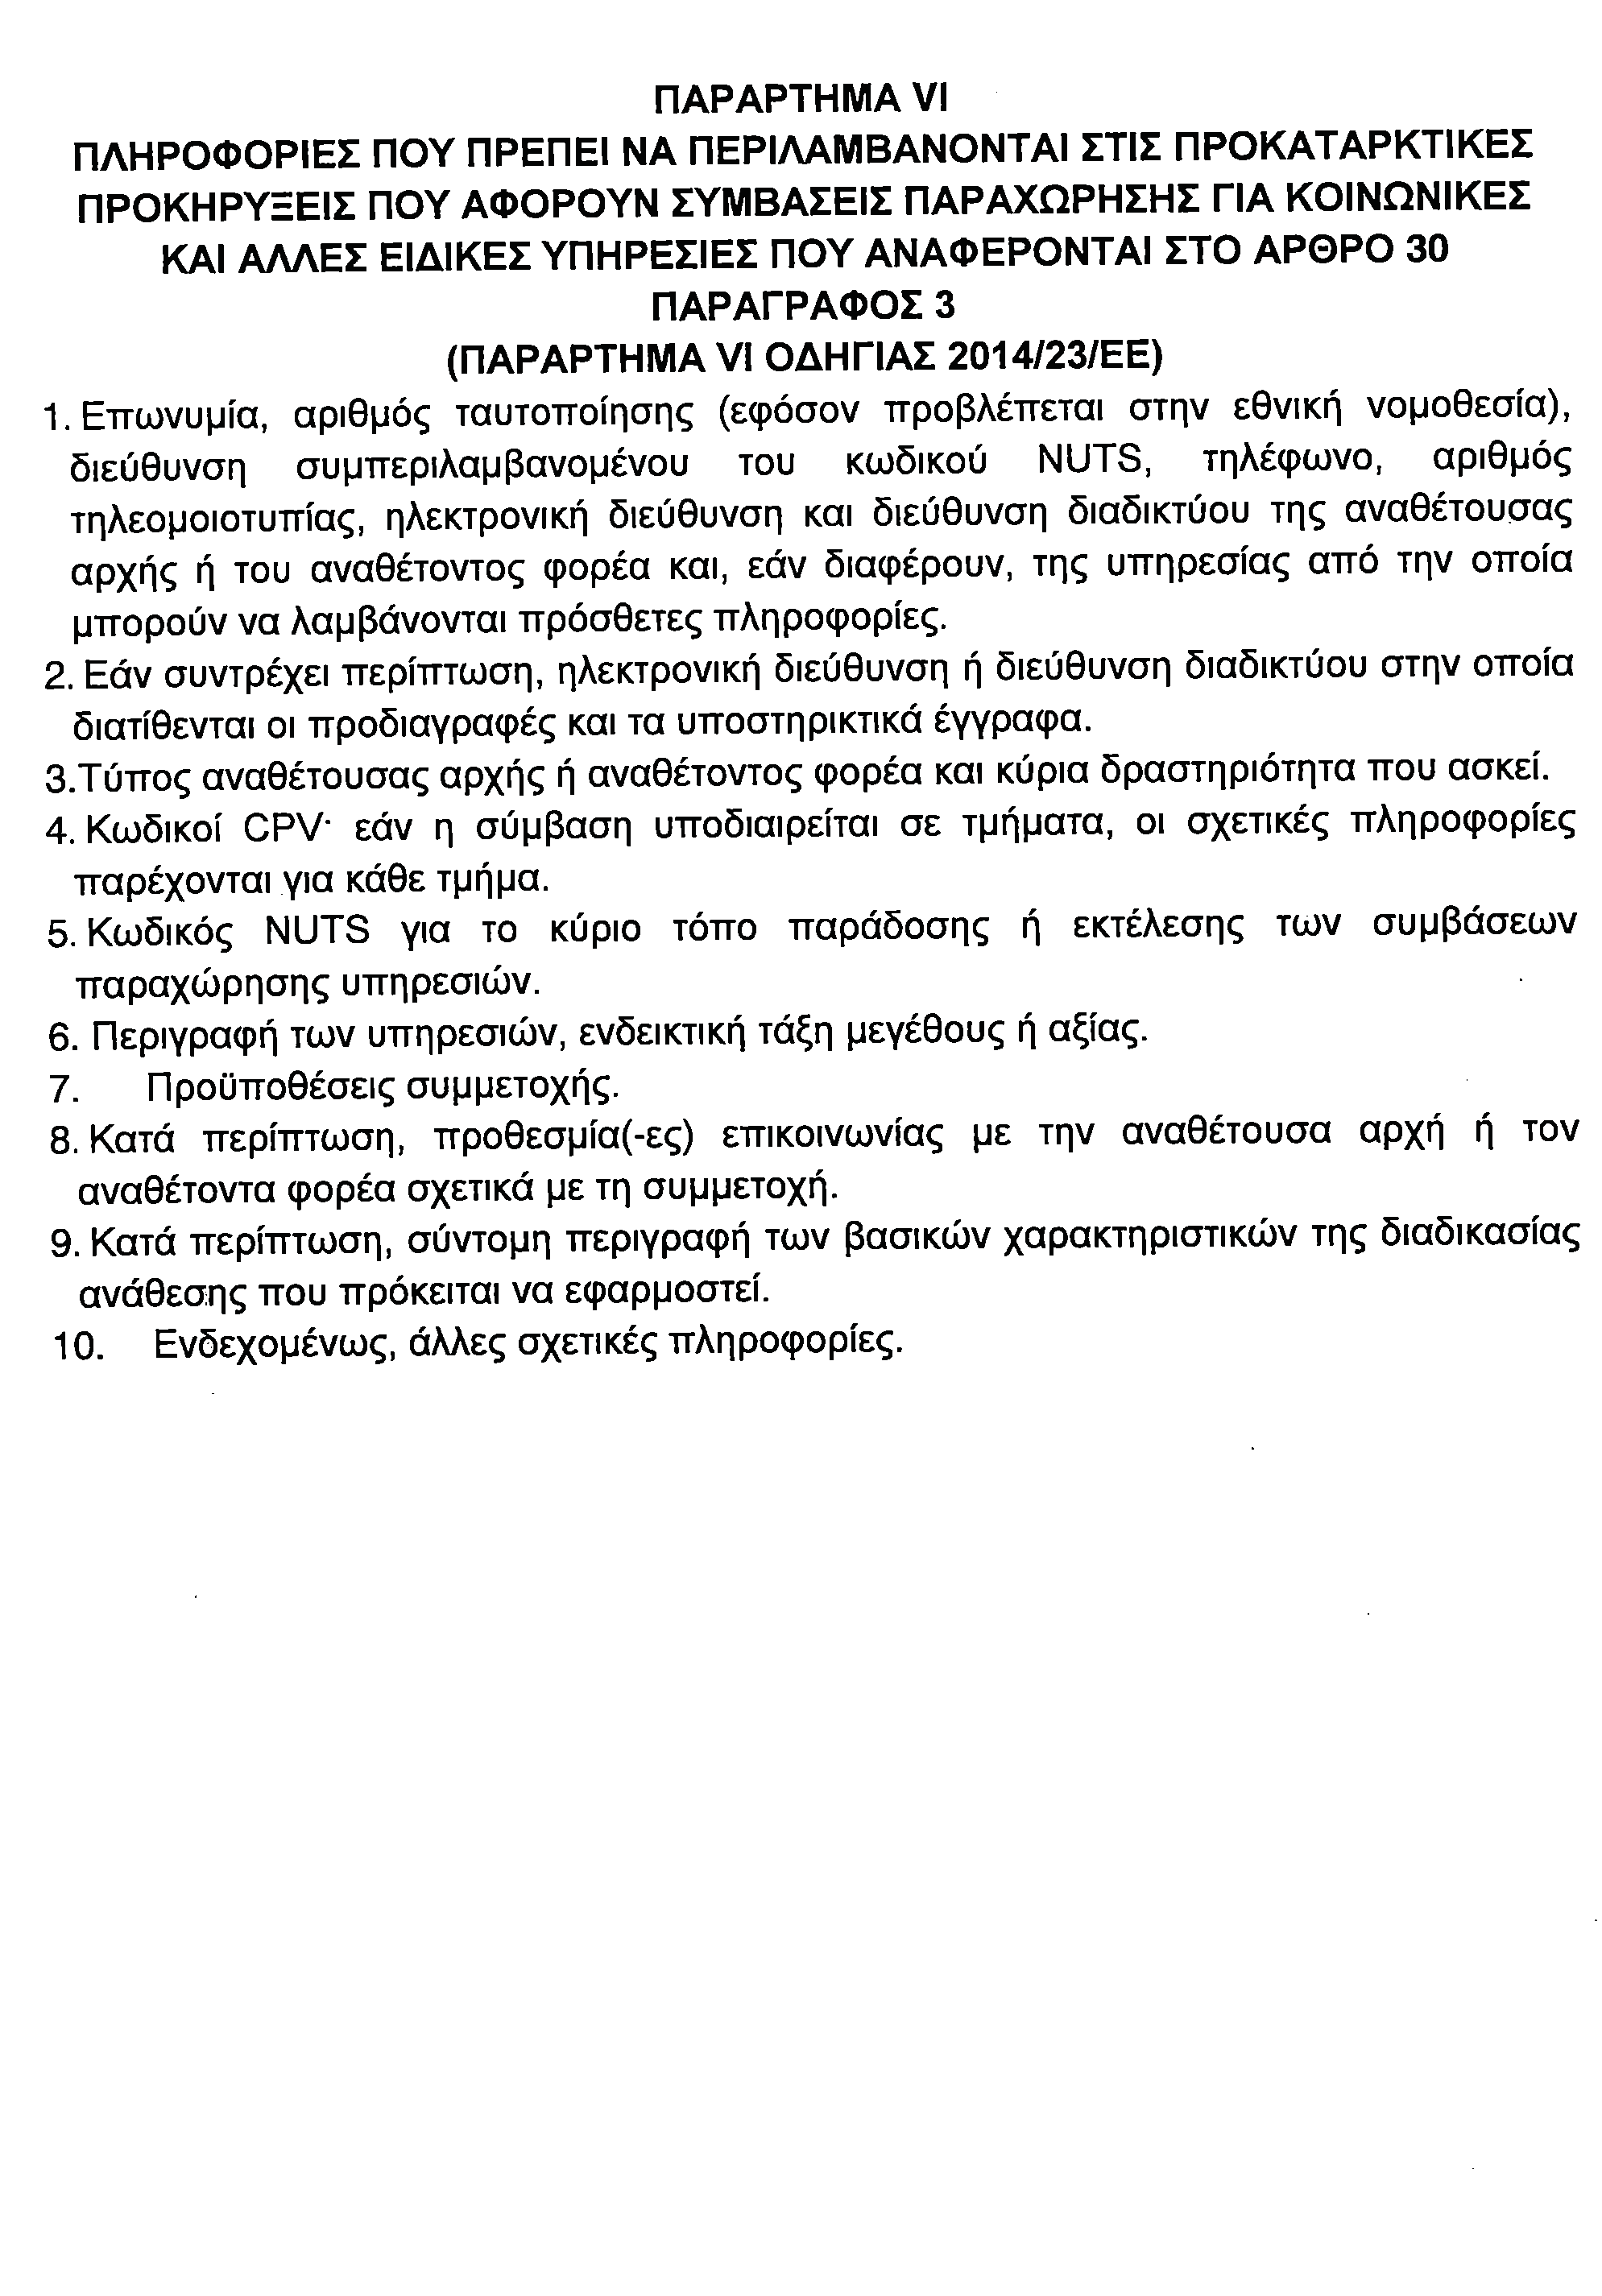 ΠΑΡΑΡΤΗΜΑ VI
ΠΛΗΡΟΦΟΡΙΕΣ ΠΟΥ ΠΡΕΠΕΙ ΝΑ ΠΕΡΙΛΑΜΒΑΝΟΝΤΑΙ ΣΤΙΣ ΠΡΟΚΑΤΑΡΚΤΙΚΕΣ
ΠΡΟΚΗΡΥΞΕΙΣ ΠΟΥ ΑΦΟΡΟΥΝ ΣΥΜΒΑΣΕΙΣ ΠΑΡΑΧΩΡΗΣΗΣ ΓΙΑ ΚΟΙΝΩΝΙΚΕΣ
ΚΑΙ ΑΛΛΕΣ ΕΙΔΙΚΕΣ ΥΠΗΡΕΣΙΕΣ ΠΟΥ ΑΝΑΦΕΡΟΝΤΑΙ ΣΤΟ ΑΡΘΡΟ 30
ΠΑΡΑΓΡΑΦΟΣ 3
(ΠΑΡΑΡΤΗΜΑ VI ΟΔΗΓΙΑΣ 2014/23/ΕΕ)
1. Επωνυμία, αριθμός ταυτοποίησης (εφόσον προβλέπεται στην εθνική νομοθεσία),
διεύθυνση συμπεριλαμβανομένου του κωδικού NUTS, τηλέφωνο, αριθμός
τηλεομοιοτυπίας, ηλεκτρονική διεύθυνση και διεύθυνση διαδικτύου της αναθέτουσας
αρχής ή του αναθέτοντος φορέα και, εάν διαφέρουν, της υπηρεσίας από την οποία
μπορούν να λαμβάνονται πρόσθετες πληροφορίες.
2. Εάν συντρέχει περίπτωση, ηλεκτρονική διεύθυνση ή διεύθυνση διαδικτύου στην οποία
διατίθενται οι προδιαγραφές και τα υποστηρικτικά έγγραφα.
3.Τύπος αναθέτουσας αρχής ή αναθέτοντος φορέα και κύρια δραστηριότητα που ασκεί.
4. Κωδικοί CPV· εάν η σύμβαση υποδιαιρείται σε τμήματα, οι σχετικές πληροφορίες
παρέχονται για κάθε τμήμα.
5. Κωδικός NUTS για το κύριο τόπο παράδοσης ή εκτέλεσης των συμβάσεων
παραχώρησης υπηρεσιών.
6. Περιγραφή των υπηρεσιών, ενδεικτική τάξη μεγέθους ή αξίας.
7. Προϋποθέσεις συμμετοχής.
8. Κατά περίπτωση, προθεσμία(-ες) επικοινωνίας με την αναθέτουσα αρχή ή τον
αναθέτοντα φορέα σχετικά με τη συμμετοχή.
9. Κατά περίπτωση, σύντομη περιγραφή των βασικών χαρακτηριστικών της διαδικασίας
ανάθεσης που πρόκειται να εφαρμοστεί.
10. Ενδεχομένως, άλλες σχετικές πληροφορίες.